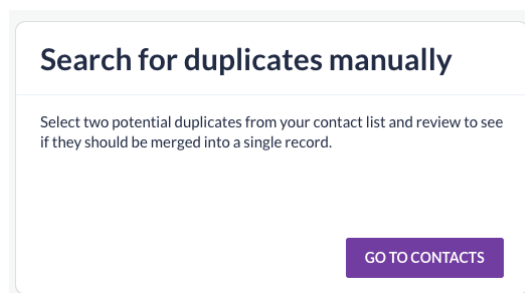 Search for duplicates manually
Select two potential duplicates from your contact list and review to see
if they should be merged into a single record.
GO TO CONTACTS